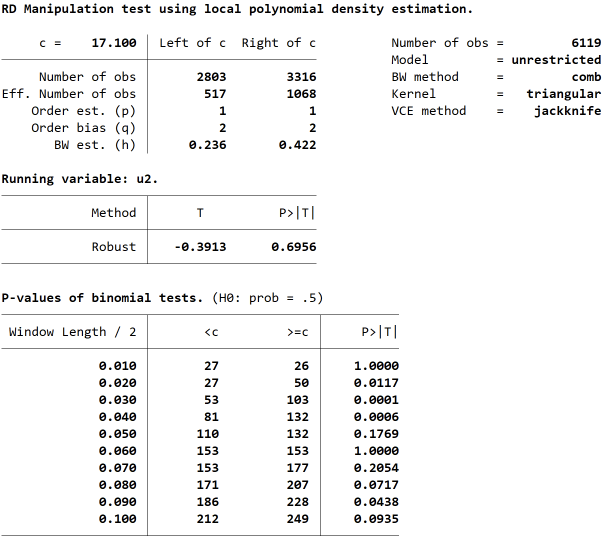 RD Manipulation test using local polynomial density estimation.
c = 17.100 Left of c Right of c Number of obs = 6119
Model = unrestricted
Number of obs 2803 3316 BW method = comb
Eff. Number of obs 517 1068 Kernel = triangular
Order est. (p) 1 1 VCE method = jackknife
Order bias (q) 2 2
BW est. (h) 0.236 0.422
Running variable: u2.
Method T P>|T|
Robust -0.3913 0.6956
P-values of binomial tests. (H0: prob = .5)
Window Length / 2 <c >=c P>|T|
0.010 27 26 1.0000
0.020 27 50 0.0117
0.030 53 103 0.0001
0.040 81 132 0.0006
0.050 110 132 0.1769
0.060 153 153 1.0000
0.070 153 177 0.2054
0.080 171 207 0.0717
0.090 186 228 0.0438
0.100 212 249 0.0935